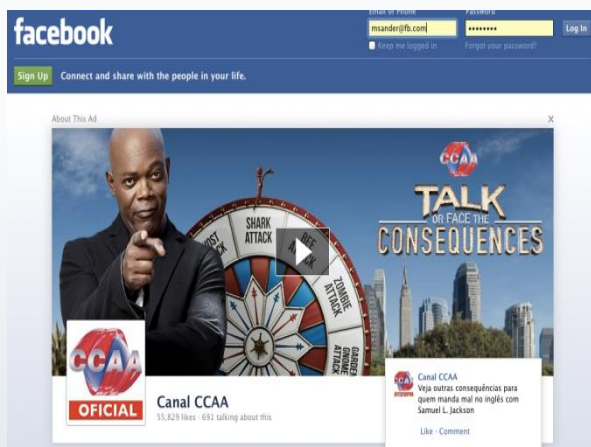 Email or Phone
Password
facebook
msander@fb.com
••••••••
Log In
Keep me logged in
Forgot your password?
Sign Up
Connect and share with the people in your life.
About This Ad
X
CCAA
TALK
OR FACE THE
CONSEQUENCES
SHARK
ATTACK
BEE
ATTACK
ZOMBIE
ATTACK
GARDEN
GNOME
ATTACK
ATTACK
CCAA
OFICIAL
Canal CCAA
55,829 likes · 691 talking about this
CCAA
Canal CCAA
Veja outras consequências para
quem manda mal no inglês com
Samuel L. Jackson
Like · Comment